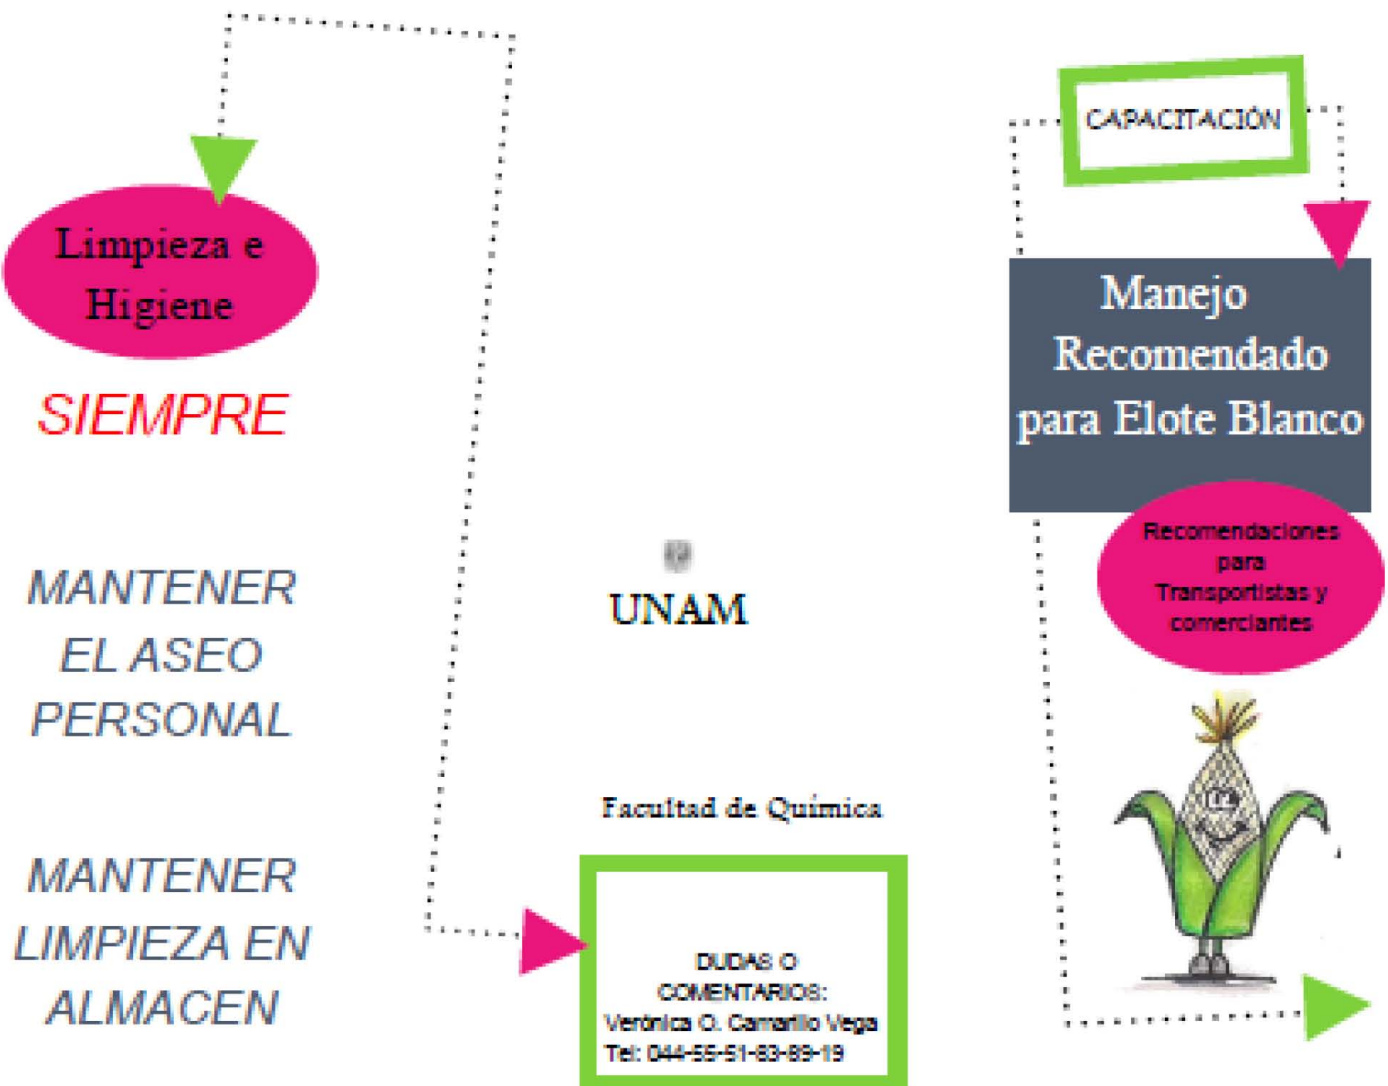 Limpieza e
Higiene
SIEMPRE
MANTENER
EL ASEO
PERSONAL
MANTENER
LIMPIEZA EN
ALMACEN
UNAM
Facultad de Química
DUDAS O
COMENTARIOS:
Verónica O. Camarillo Vega
Tel: 044-55-51-83-89-19
CAPACITACIÓN
Manejo
Recomendado
para Elote Blanco
Recomendaciones
para
Transportistas y
comerciantes